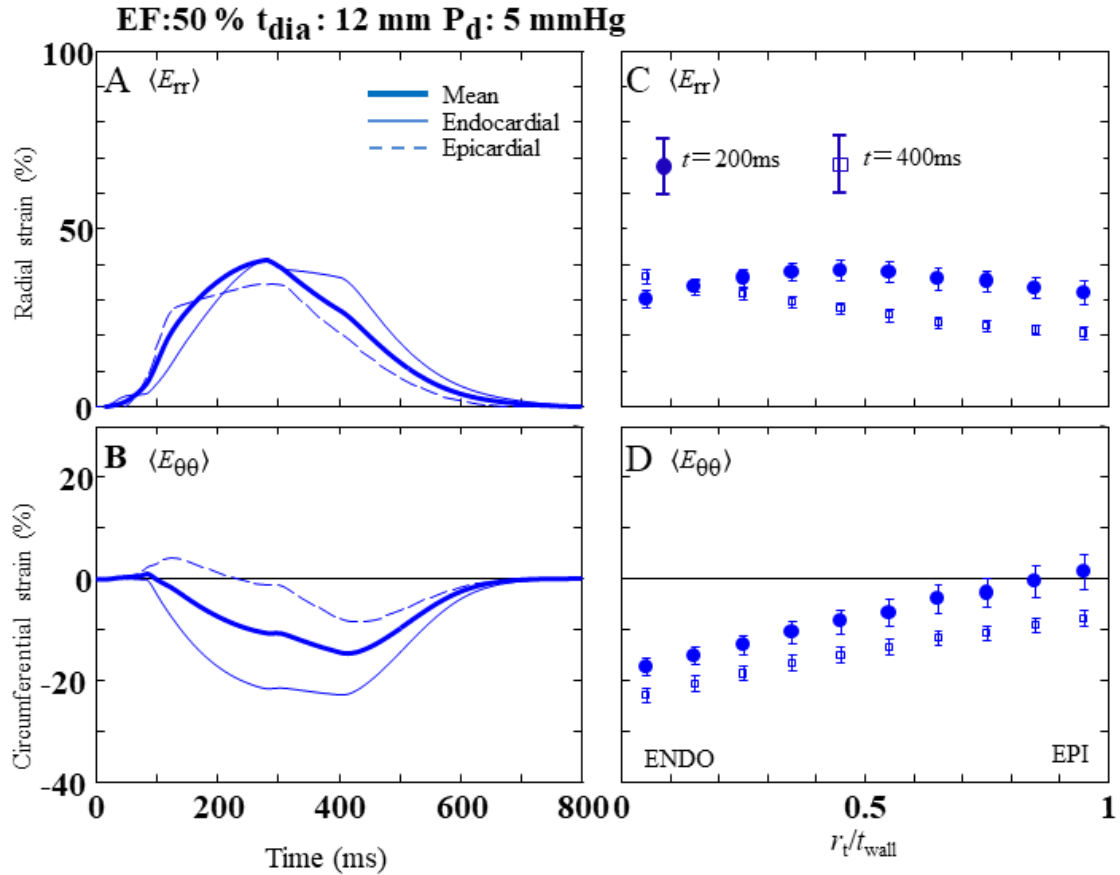 EF:50 % t_dia : 12 mm P_d: 5 mmHg
A ⟨E_rr⟩
Mean
Endocardial
Epicardial
Radial strain (%)
100
50
0
C ⟨E_rr⟩
t＝200ms
t＝400ms
B ⟨E_θθ⟩
Circumferential strain (%)
20
0
-20
-40
0 200 400 600 800
Time (ms)
D ⟨E_θθ⟩
ENDO
EPI
0 0.5 1
r_t/t_wall